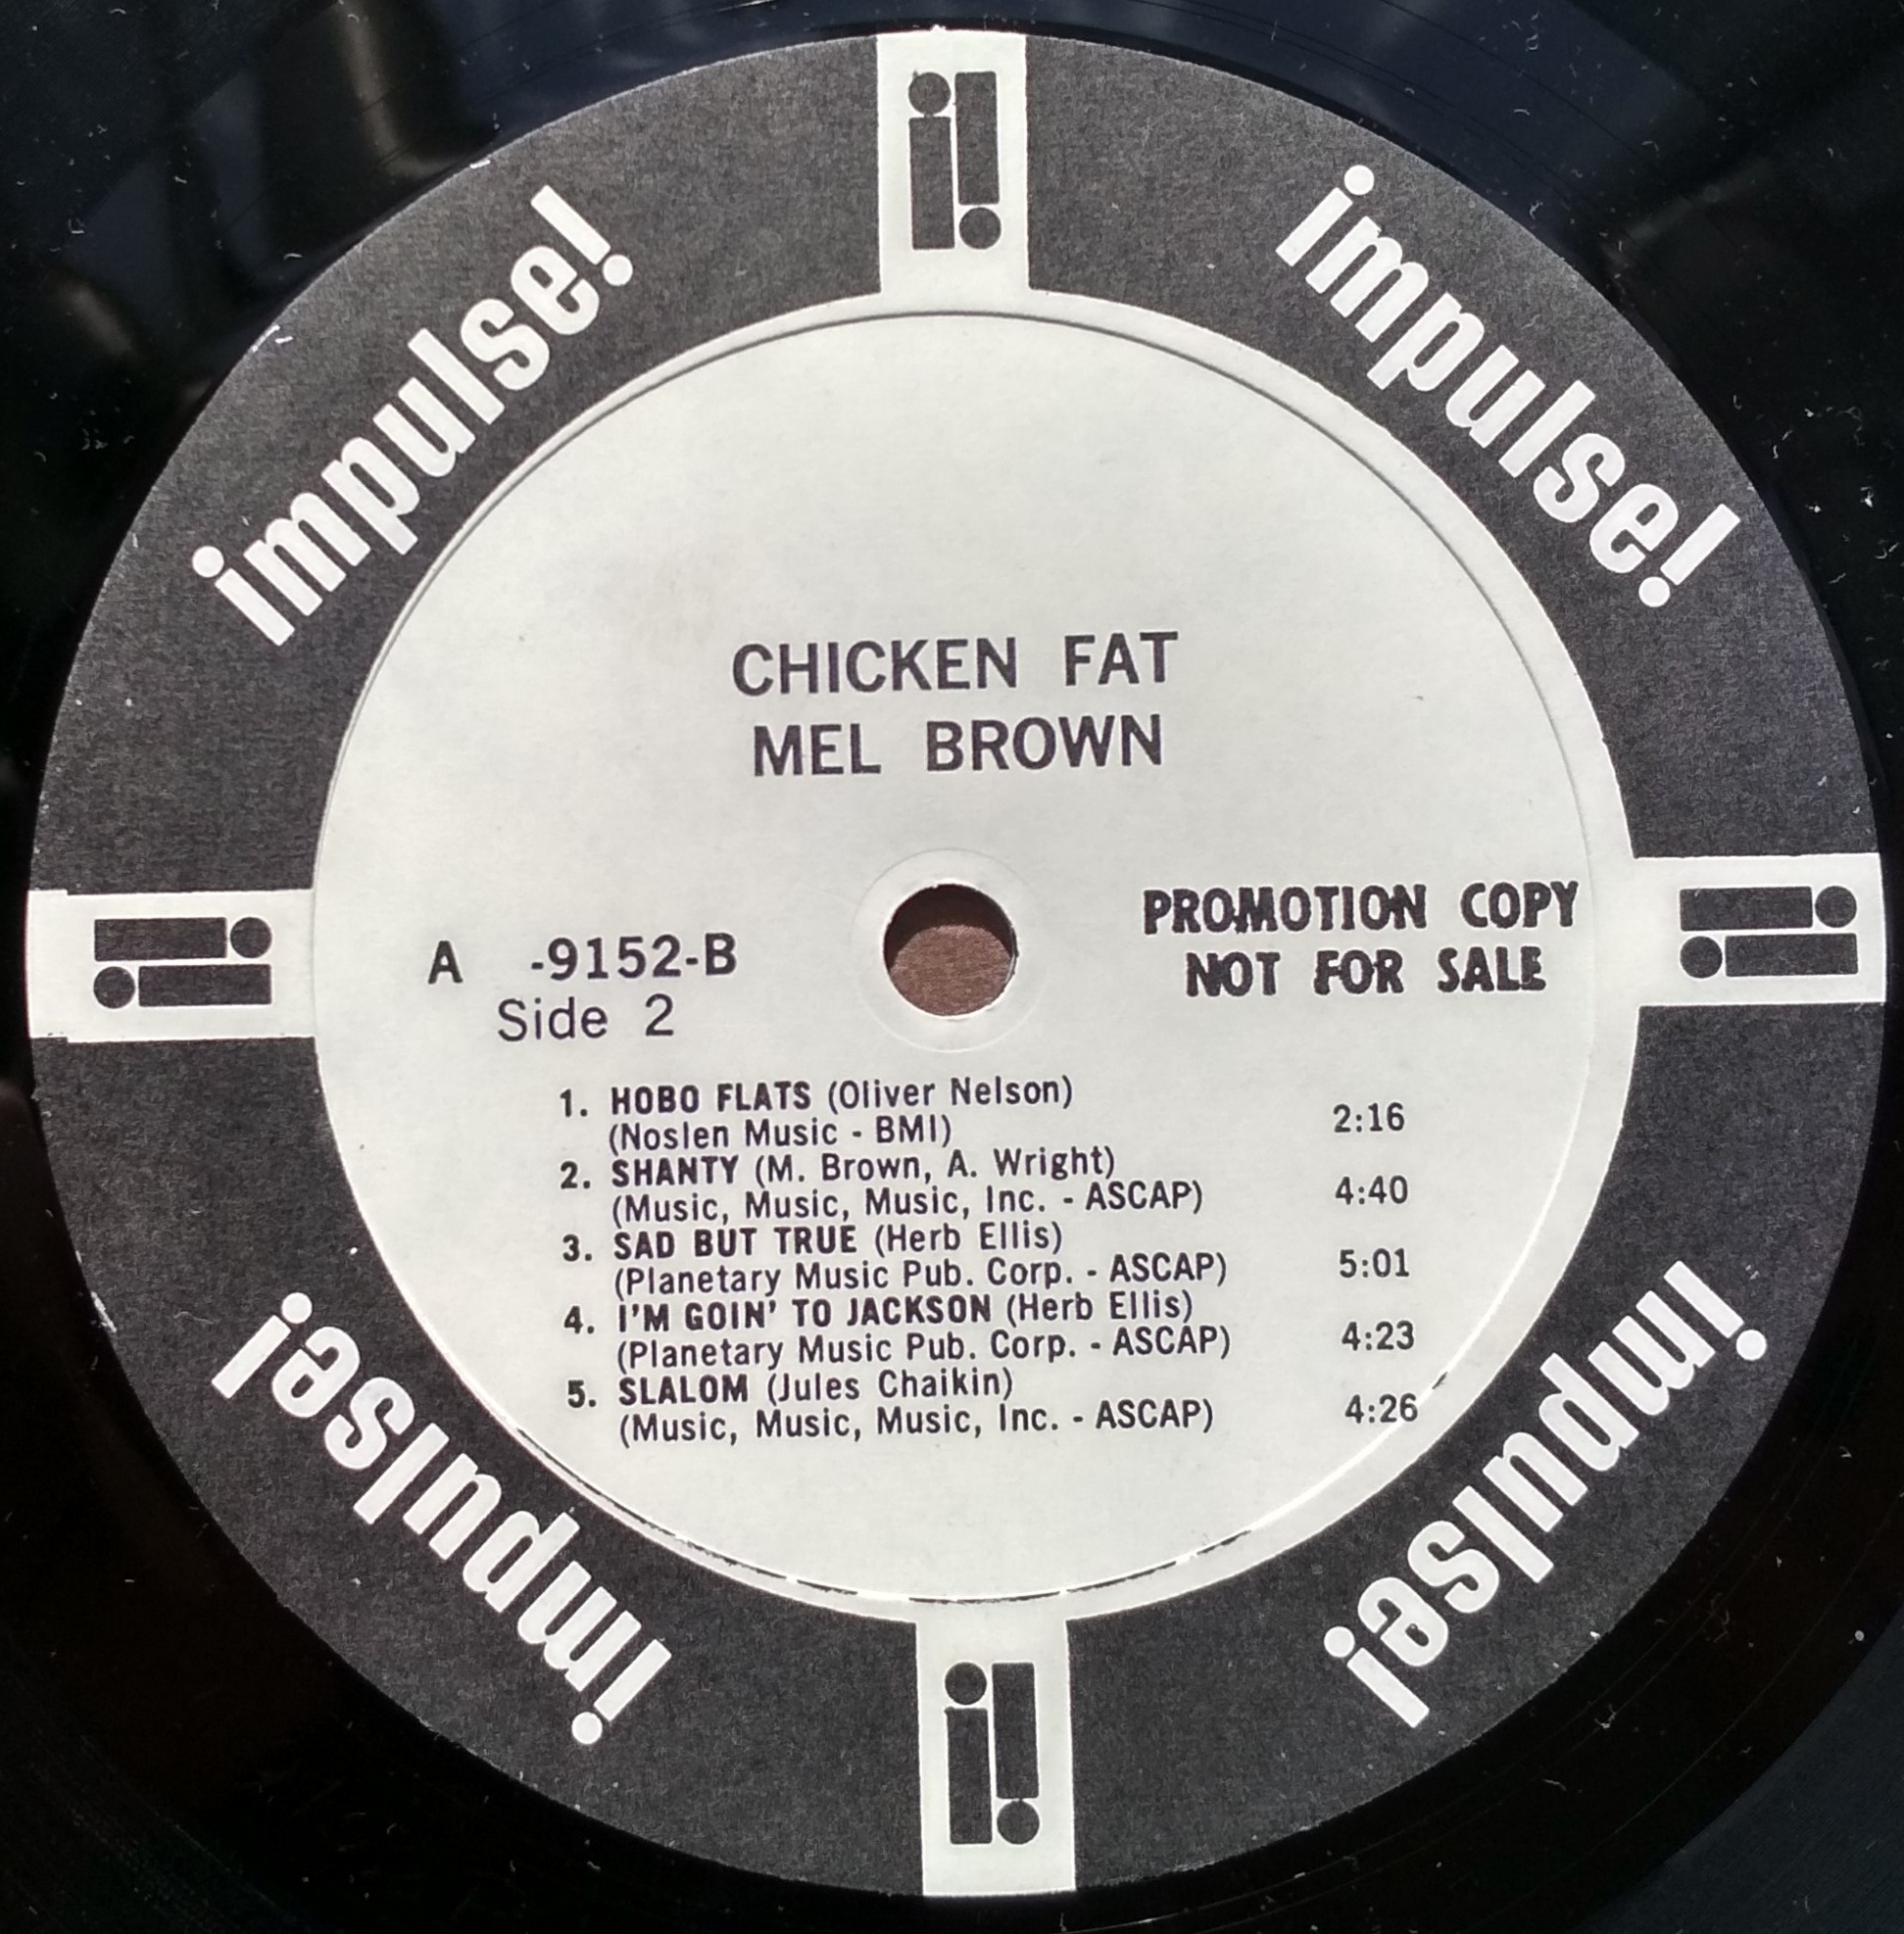 impulse!
impulse!
CHICKEN FAT
MEL BROWN
A -9152-B
Side 2
PROMOTION COPY
NOT FOR SALE
1. HOBO FLATS (Oliver Nelson)
(Noslen Music - BMI) 2:16
2. SHANTY (M. Brown, A. Wright)
(Music, Music, Music, Inc. - ASCAP) 4:40
3. SAD BUT TRUE (Herb Ellis)
(Planetary Music Pub. Corp. - ASCAP) 5:01
4. I'M GOIN' TO JACKSON (Herb Ellis)
(Planetary Music Pub. Corp. - ASCAP) 4:23
5. SLALOM (Jules Chaikin)
(Music, Music, Music, Inc. - ASCAP) 4:26
impulse!
impulse!